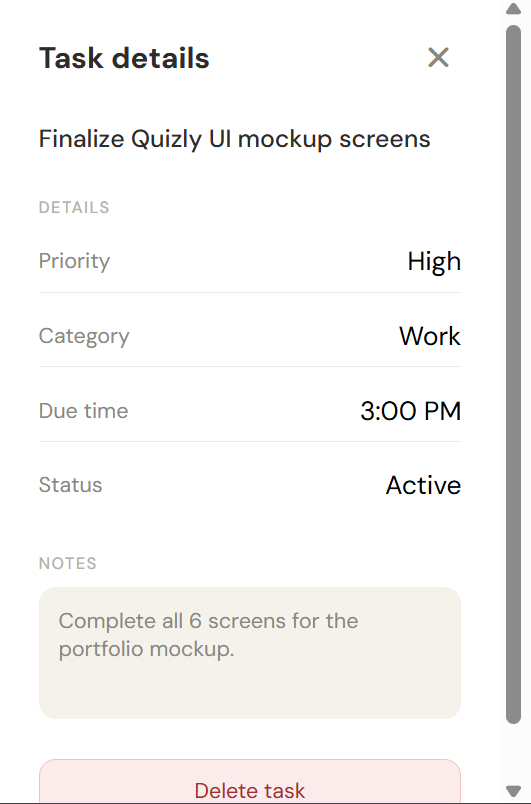 Task details
Finalize Quizly UI mockup screens
DETAILS
Priority High
Category Work
Due time 3:00 PM
Status Active
NOTES
Complete all 6 screens for the
portfolio mockup.
Delete task